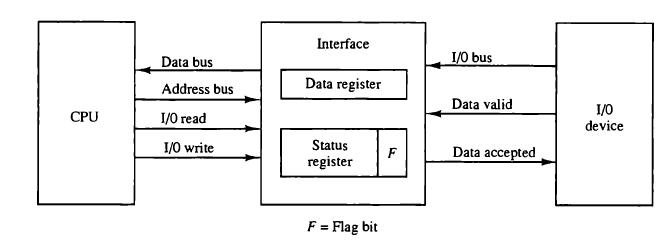 CPU
Data bus
Address bus
I/O read
I/O write
Interface
Data register
Status
register
F
I/O bus
Data valid
Data accepted
I/O
device
F = Flag bit